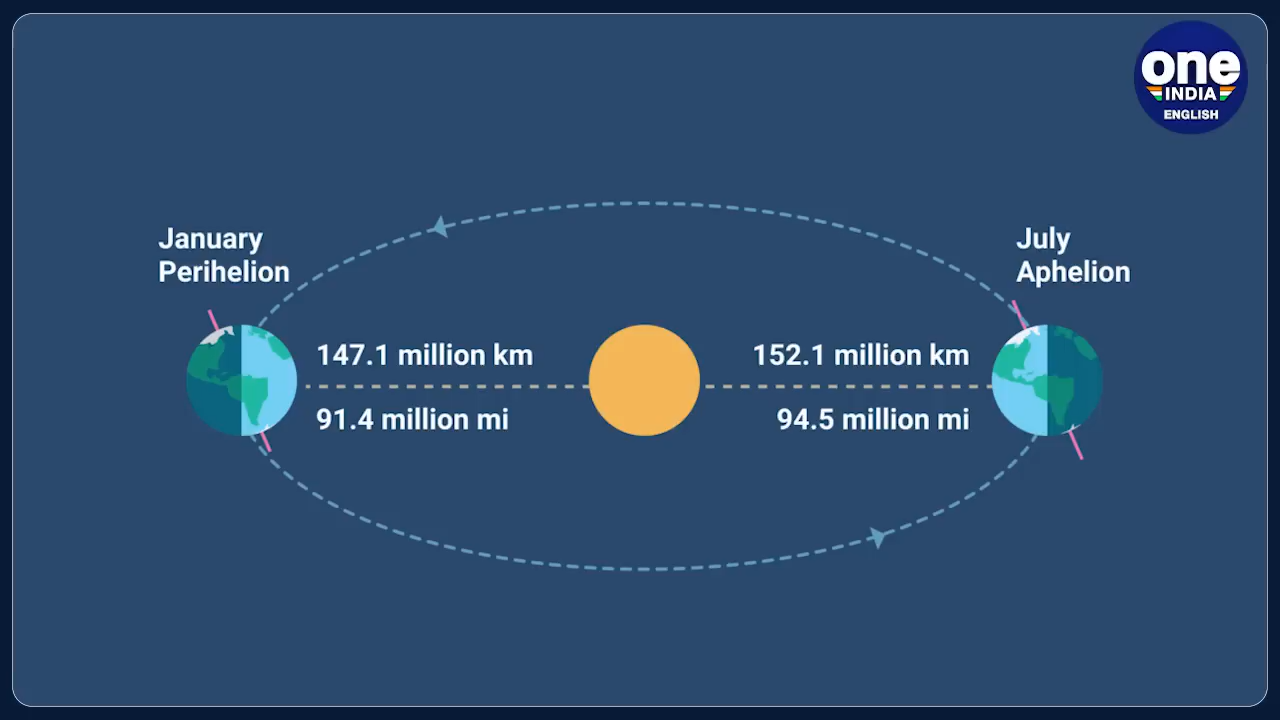 one
INDIA
ENGLISH
January
Perihelion
July
Aphelion
147.1 million km
152.1 million km
91.4 million mi
94.5 million mi